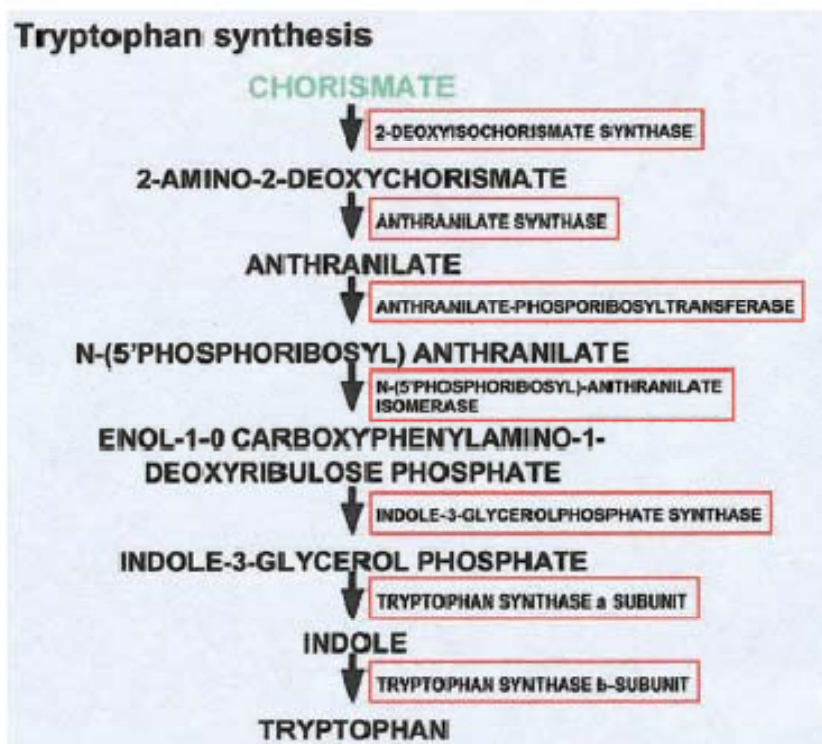 Tryptophan synthesis
CHORISMATE
2-DEOXYISOCHORISMATE SYNTHASE
2-AMINO-2-DEOXYCHORISMATE
ANTHRANILATE SYNTHASE
ANTHRANILATE
ANTHRANILATE-PHOSPORIBOSYLTRANSFERASE
N-(5'PHOSPHORIBOSYL) ANTHRANILATE
N-(5'PHOSPHORIBOSYL)-ANTHRANILATE
ISOMERASE
ENOL-1-0 CARBOXYPHENYLAMINO-1-
DEOXYRIBULOSE PHOSPHATE
INDOLE-3-GLYCEROLPHOSPHATE SYNTHASE
INDOLE-3-GLYCEROL PHOSPHATE
TRYPTOPHAN SYNTHASE a SUBUNIT
INDOLE
TRYPTOPHAN SYNTHASE b-SUBUNIT
TRYPTOPHAN